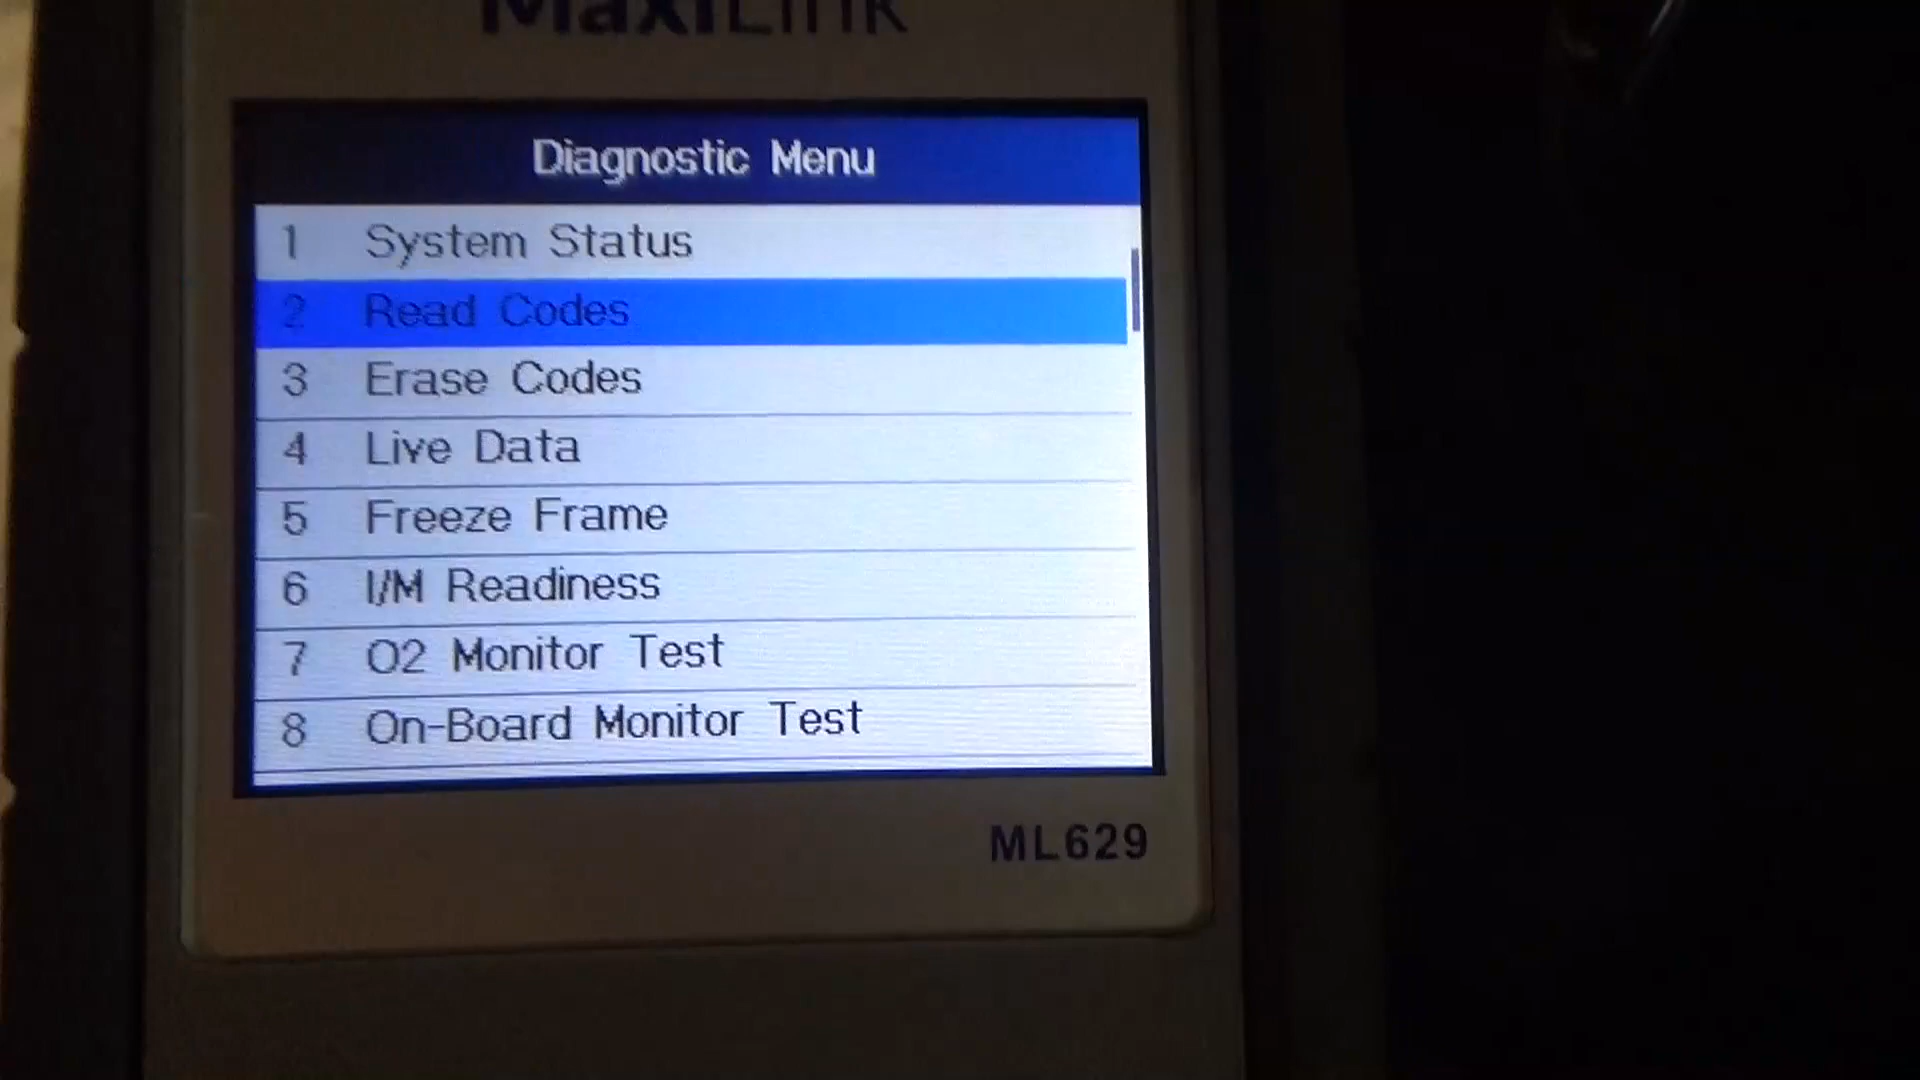 MaxiLink
Diagnostic Menu
1 System Status
2 Read Codes
3 Erase Codes
4 Live Data
5 Freeze Frame
6 I/M Readiness
7 O2 Monitor Test
8 On-Board Monitor Test
ML629